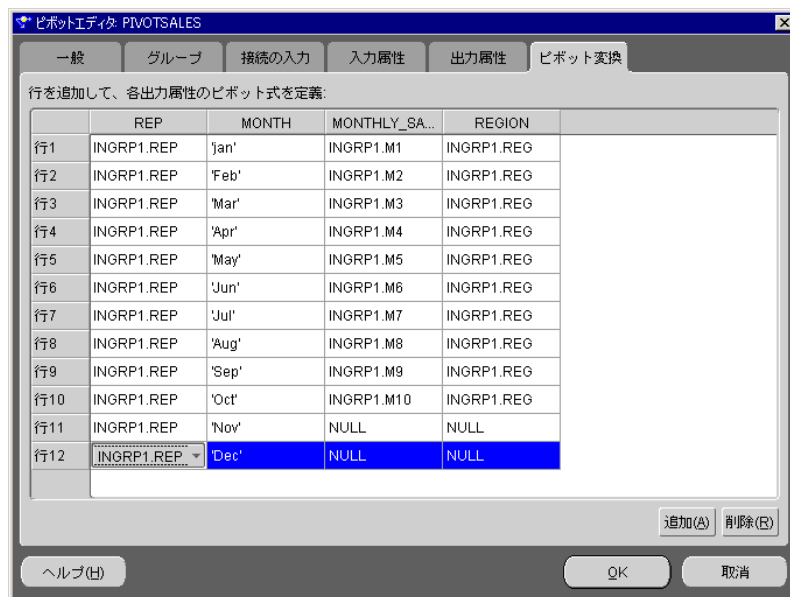 ピボットエディタ: PIVOTSALES
一般 グループ 接続の入力 入力属性 出力属性 ピボット変換
行を追加して、各出力属性のピボット式を定義:
REP MONTH MONTHLY_SA... REGION
行1 INGRP1.REP 'jan' INGRP1.M1 INGRP1.REG
行2 INGRP1.REP 'Feb' INGRP1.M2 INGRP1.REG
行3 INGRP1.REP 'Mar' INGRP1.M3 INGRP1.REG
行4 INGRP1.REP 'Apr' INGRP1.M4 INGRP1.REG
行5 INGRP1.REP 'May' INGRP1.M5 INGRP1.REG
行6 INGRP1.REP 'Jun' INGRP1.M6 INGRP1.REG
行7 INGRP1.REP 'Jul' INGRP1.M7 INGRP1.REG
行8 INGRP1.REP 'Aug' INGRP1.M8 INGRP1.REG
行9 INGRP1.REP 'Sep' INGRP1.M9 INGRP1.REG
行10 INGRP1.REP 'Oct' INGRP1.M10 INGRP1.REG
行11 INGRP1.REP 'Nov' NULL NULL
行12 INGRP1.REP 'Dec' NULL NULL
追加(A) 削除(R)
ヘルプ(H) OK 取消